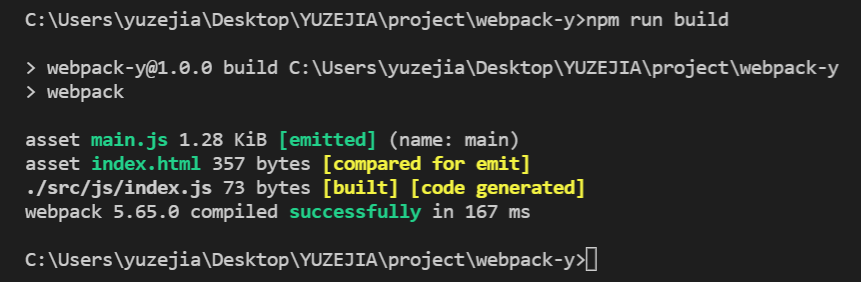 C:\Users\yuzejia\Desktop\YUZEJIA\project\webpack-y>npm run build
> webpack-y@1.0.0 build C:\Users\yuzejia\Desktop\YUZEJIA\project\webpack-y
> webpack
asset main.js 1.28 KiB [emitted] (name: main)
asset index.html 357 bytes [compared for emit]
./src/js/index.js 73 bytes [built] [code generated]
webpack 5.65.0 compiled successfully in 167 ms
C:\Users\yuzejia\Desktop\YUZEJIA\project\webpack-y>